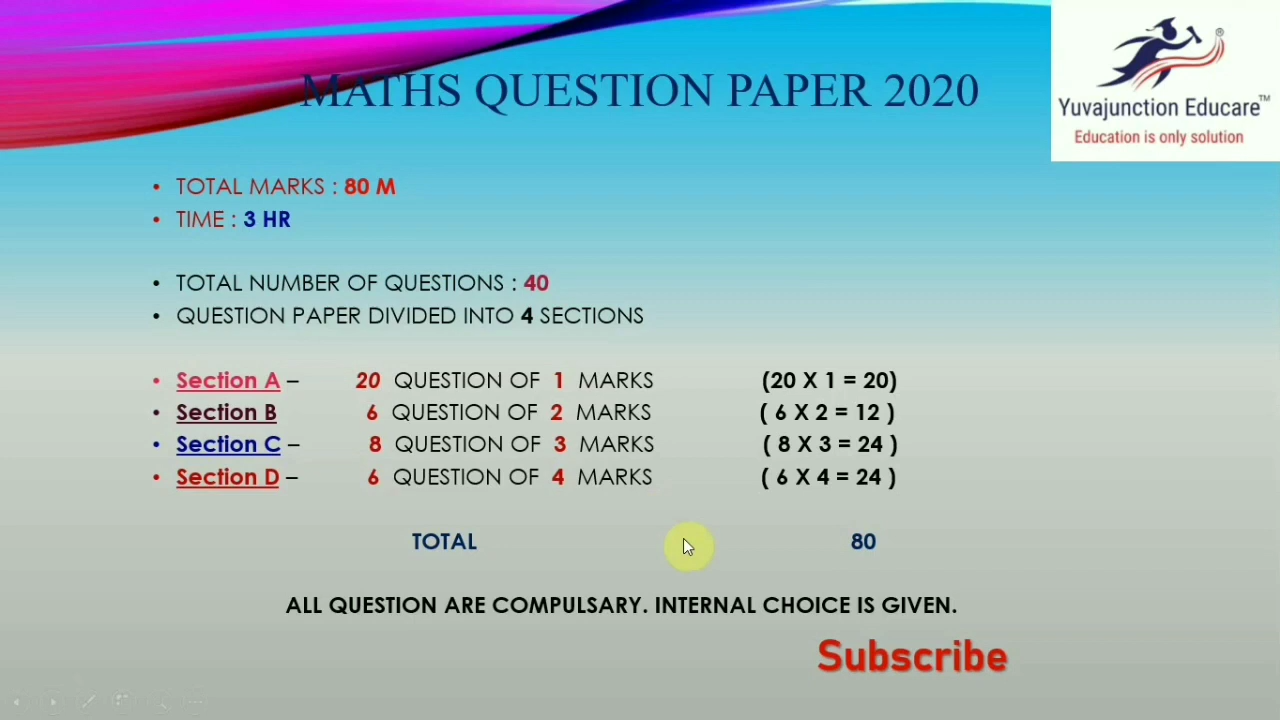 MATHS QUESTION PAPER 2020
®
Yuvajunction Educare™
Education is only solution
• TOTAL MARKS : 80 M
• TIME : 3 HR
• TOTAL NUMBER OF QUESTIONS : 40
• QUESTION PAPER DIVIDED INTO 4 SECTIONS
• Section A – 20 QUESTION OF 1 MARKS (20 X 1 = 20)
• Section B 6 QUESTION OF 2 MARKS ( 6 X 2 = 12 )
• Section C – 8 QUESTION OF 3 MARKS ( 8 X 3 = 24 )
• Section D – 6 QUESTION OF 4 MARKS ( 6 X 4 = 24 )
TOTAL 80
ALL QUESTION ARE COMPULSARY. INTERNAL CHOICE IS GIVEN.
Subscribe